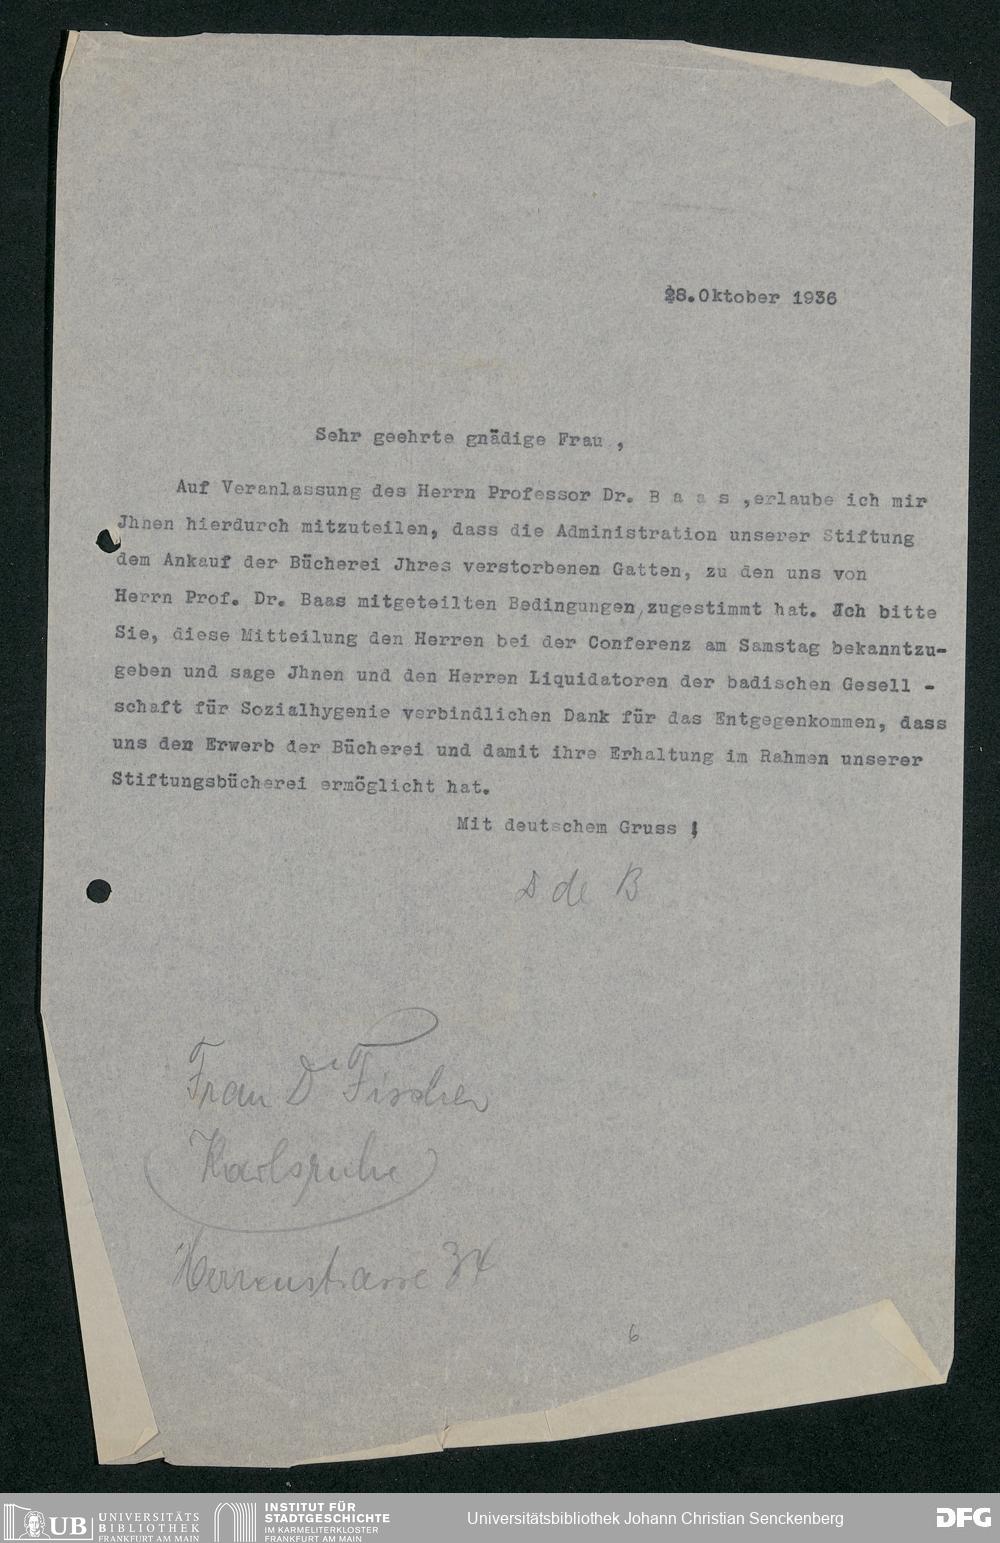 28.Oktober 1936
Sehr geehrte gnädige Frau ,
Auf Veranlassung des Herrn Professor Dr. B a a s ,erlaube ich mir
Jhnen hierdurch mitzuteilen, dass die Administration unserer Stiftung
dem Ankauf der Bücherei Jhres verstorbenen Gatten, zu den uns von
Herrn Prof. Dr. Baas mitgeteilten Bedingungen,zugestimmt hat. Jch bitte
Sie, diese Mitteilung den Herren bei der Conferenz am Samstag bekanntzu-
geben und sage Jhnen und den Herren Liquidatoren der badischen Gesell -
schaft für Sozialhygenie verbindlichen Dank für das Entgegenkommen, dass
uns den Erwerb der Bücherei und damit ihre Erhaltung im Rahmen unserer
Stiftungsbücherei ermöglicht hat.
Mit deutschem Gruss !
S de B
Frau Dr Fischer
Karlsruhe
Herrenstrasse 34
6
UB UNIVERSITÄTS
BIBLIOTHEK
FRANKFURT AM MAIN
INSTITUT FÜR
STADTGESCHICHTE
IM KARMELITERKLOSTER
FRANKFURT AM MAIN
Universitätsbibliothek Johann Christian Senckenberg
DFG